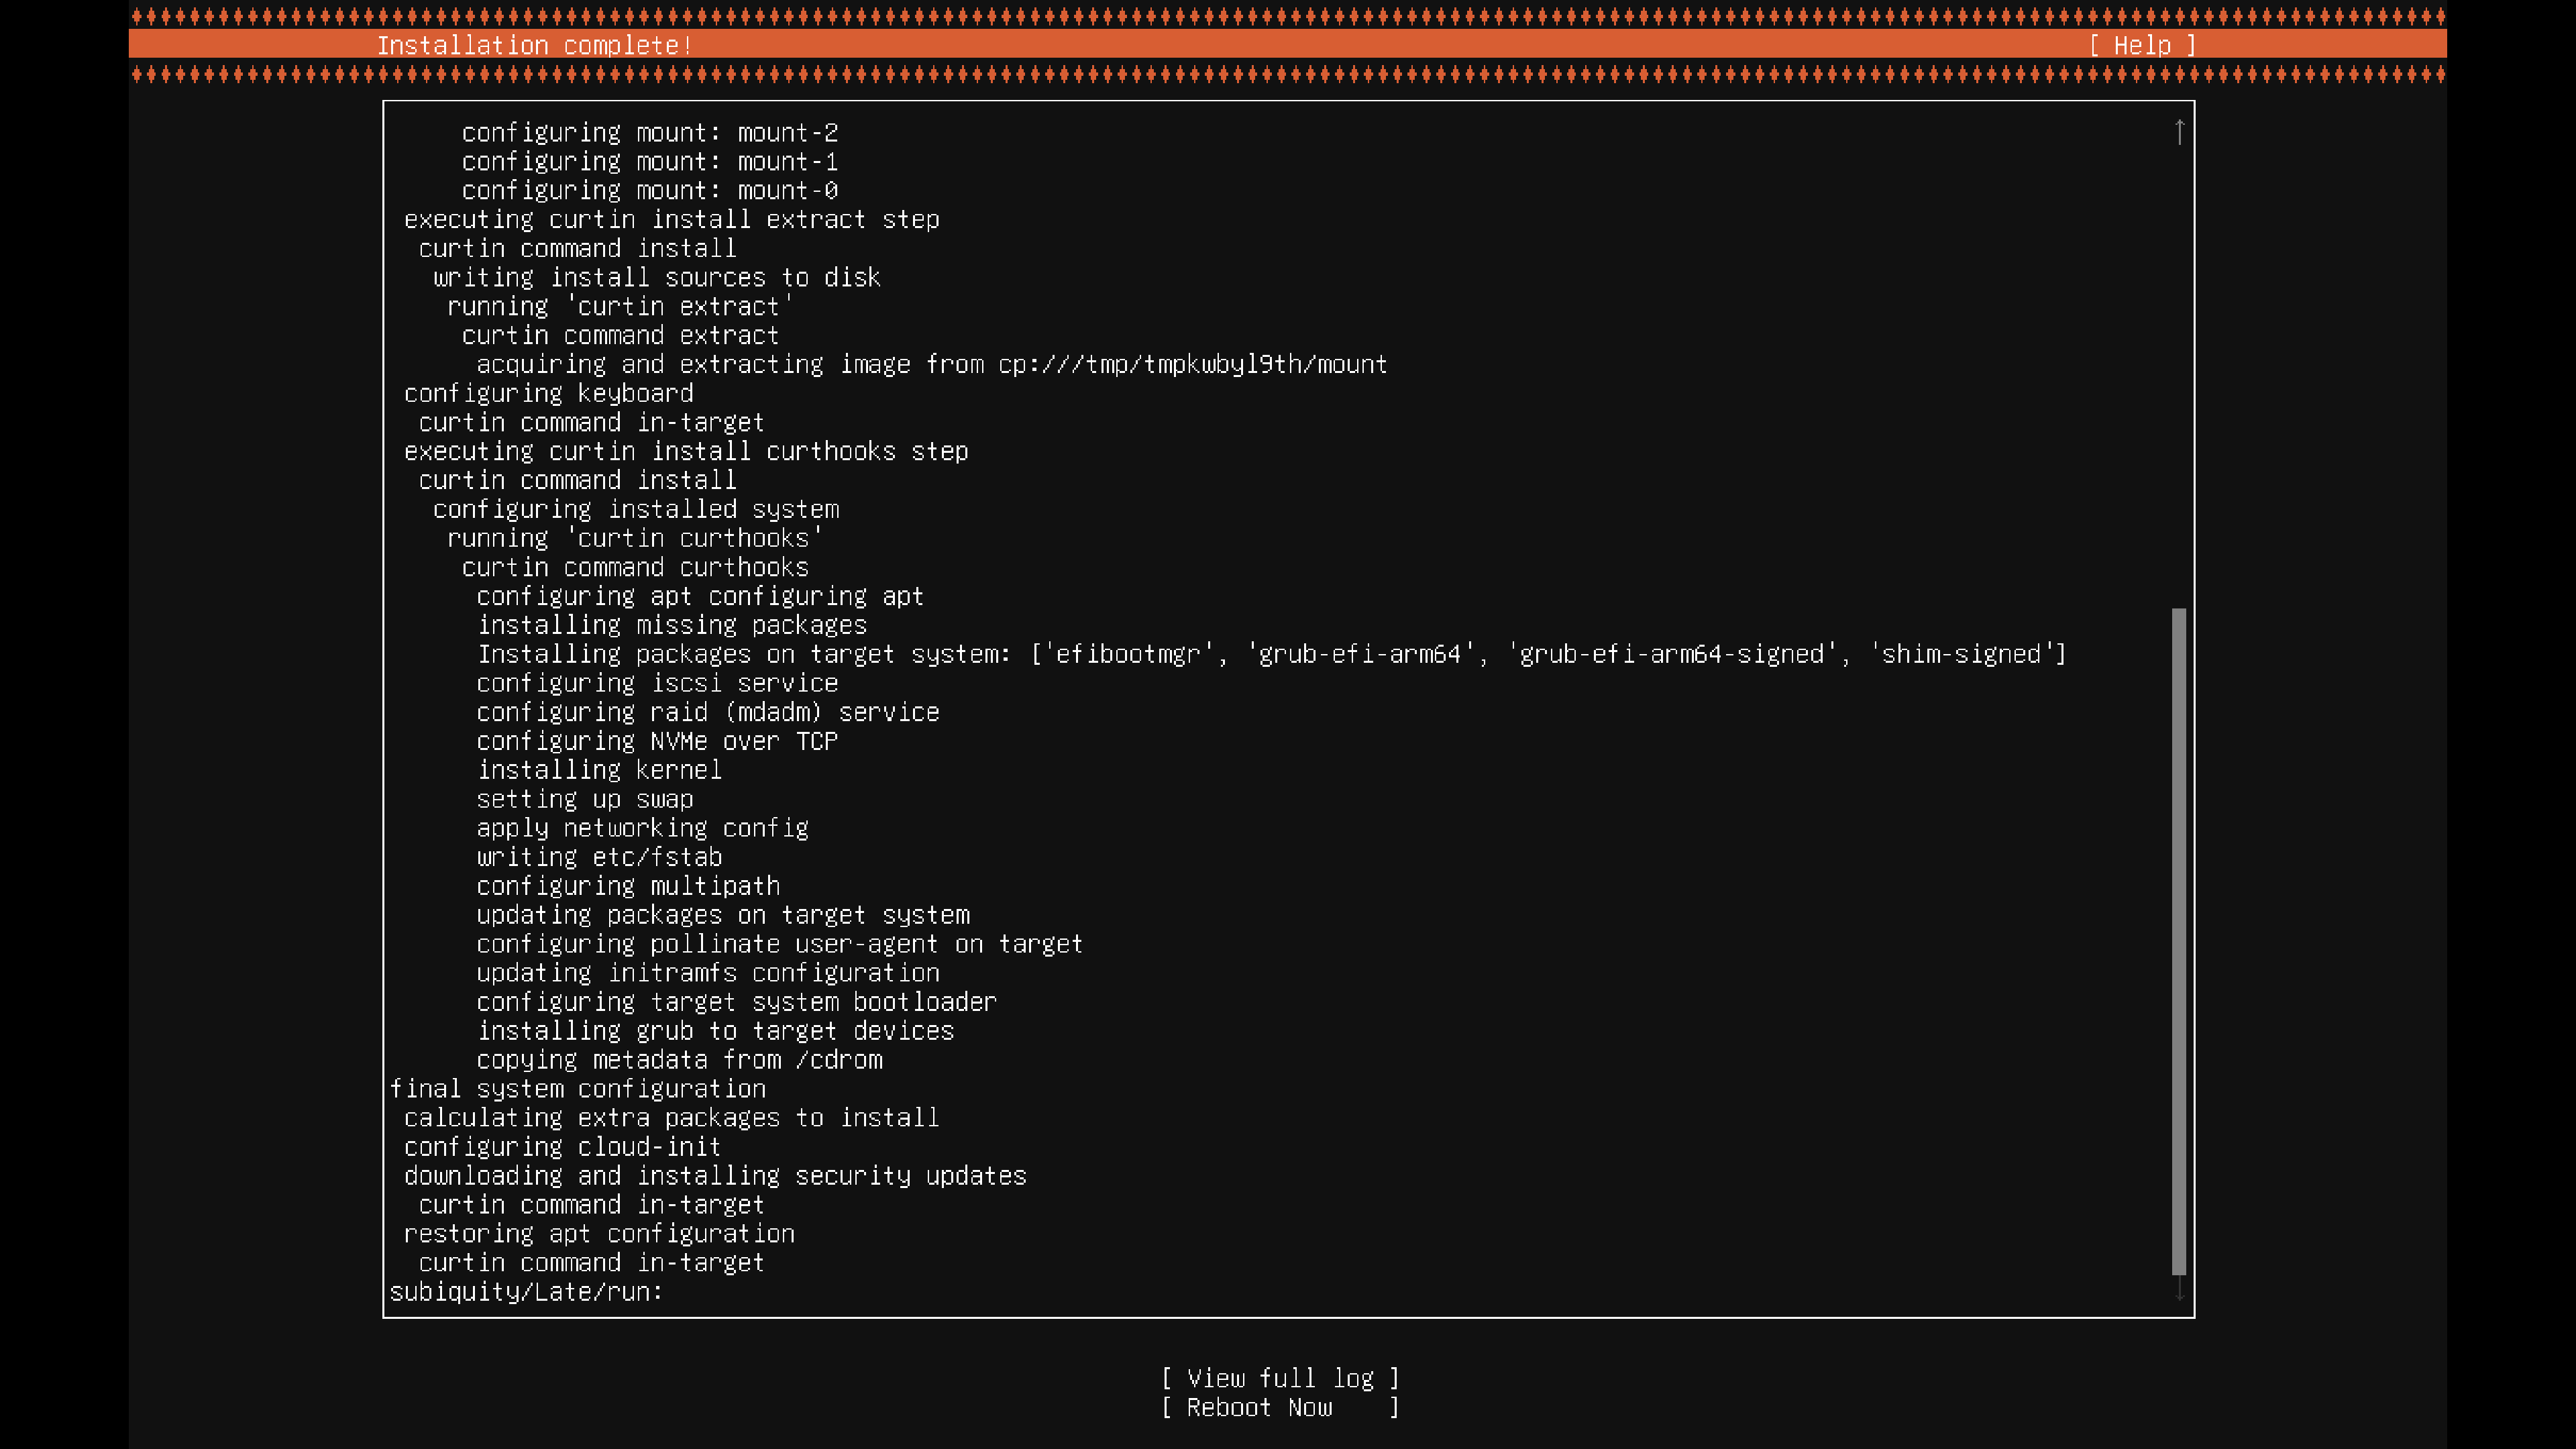 Installation complete! [ Help ]
configuring mount: mount-2
configuring mount: mount-1
configuring mount: mount-0
executing curtin install extract step
curtin command install
writing install sources to disk
running 'curtin extract'
curtin command extract
acquiring and extracting image from cp:///tmp/tmpkwbyl9th/mount
configuring keyboard
curtin command in-target
executing curtin install curthooks step
curtin command install
configuring installed system
running 'curtin curthooks'
curtin command curthooks
configuring apt configuring apt
installing missing packages
Installing packages on target system: ['efibootmgr', 'grub-efi-arm64', 'grub-efi-arm64-signed', 'shim-signed']
configuring iscsi service
configuring raid (mdadm) service
configuring NVMe over TCP
installing kernel
setting up swap
apply networking config
writing etc/fstab
configuring multipath
updating packages on target system
configuring pollinate user-agent on target
updating initramfs configuration
configuring target system bootloader
installing grub to target devices
copying metadata from /cdrom
final system configuration
calculating extra packages to install
configuring cloud-init
downloading and installing security updates
curtin command in-target
restoring apt configuration
curtin command in-target
subiquity/Late/run:
[ View full log ]
[ Reboot Now ]